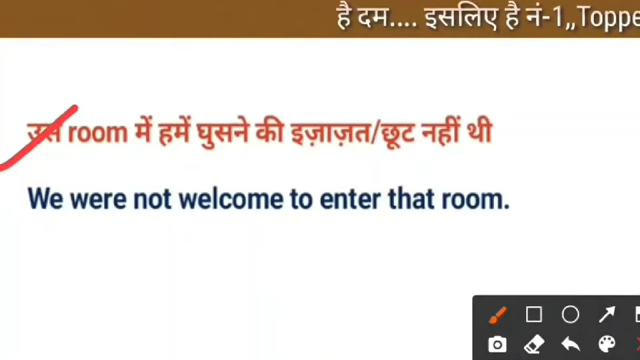 है दम.... इसलिए है नं-1,,Toppe
उस room में हमें घुसने की इज़ाज़त/छूट नहीं थी
We were not welcome to enter that room.